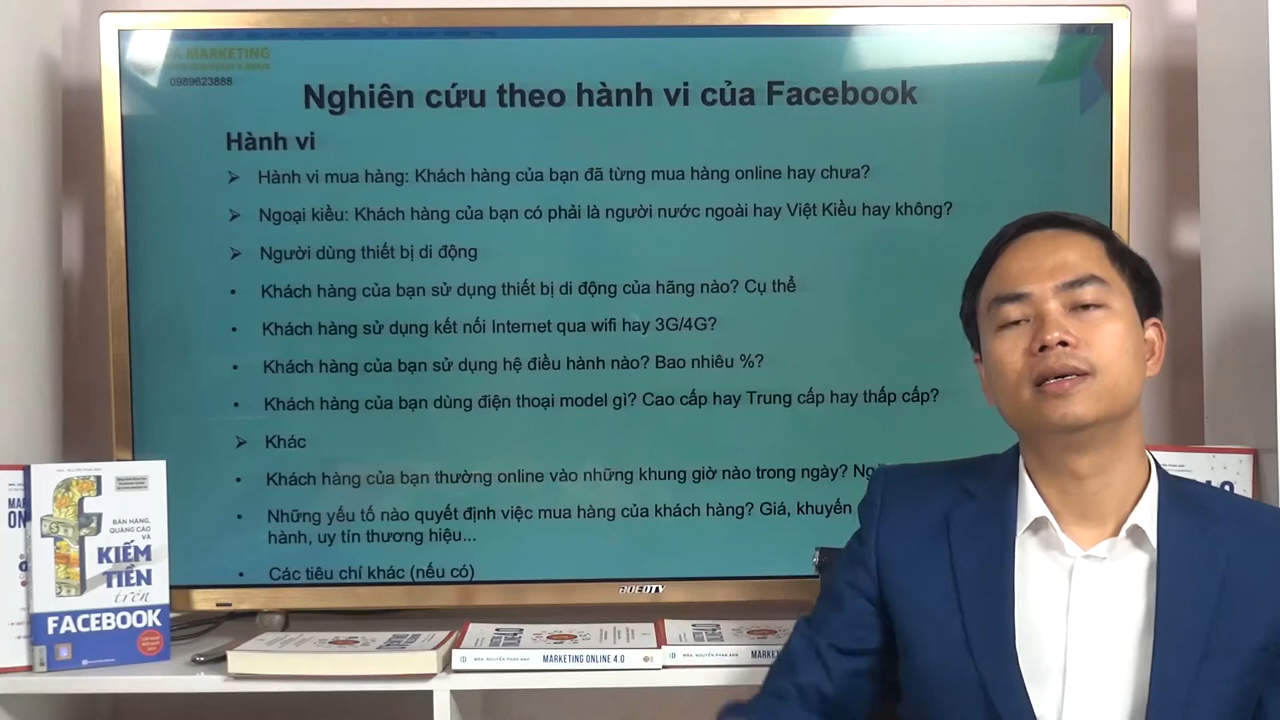 MARKETING
0989623888
Nghiên cứu theo hành vi của Facebook
Hành vi
Hành vi mua hàng: Khách hàng của bạn đã từng mua hàng online hay chưa?
Ngoại kiều: Khách hàng của bạn có phải là người nước ngoài hay Việt Kiều hay không?
Người dùng thiết bị di động
Khách hàng của bạn sử dụng thiết bị di động của hãng nào? Cụ thể
Khách hàng sử dụng kết nối Internet qua wifi hay 3G/4G?
Khách hàng của bạn sử dụng hệ điều hành nào? Bao nhiêu %?
Khách hàng của bạn dùng điện thoại model gì? Cao cấp hay Trung cấp hay thấp cấp?
Khác
Khách hàng của bạn thường online vào những khung giờ nào trong ngày?
Những yếu tố nào quyết định việc mua hàng của khách hàng? Giá, khuyến
hành, uy tín thương hiệu...
Các tiêu chí khác (nếu có)
BÁN HÀNG,
QUẢNG CÁO
VÀ
KIẾM
TIỀN
trên
FACEBOOK
MBA. NGUYỄN PHAN ANH
MARKETING ONLINE 4.0